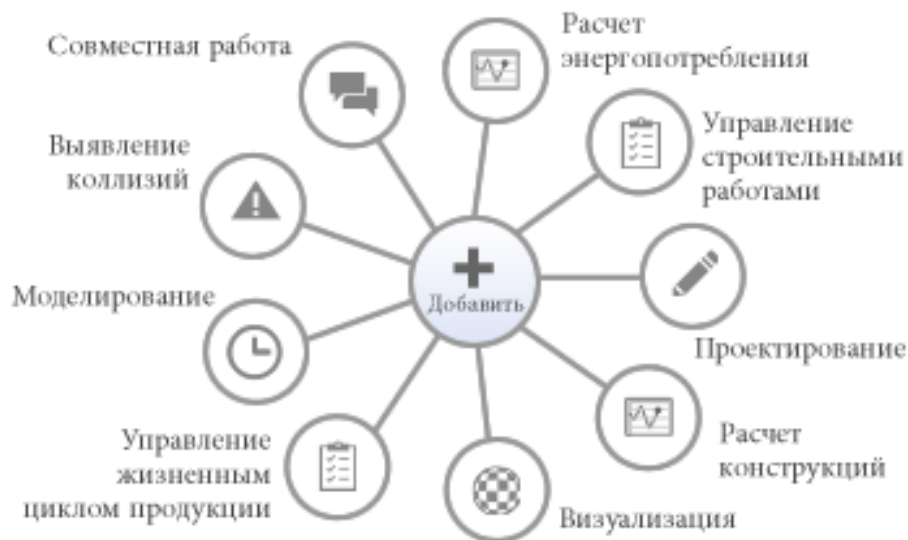 Совместная работа
Расчет
энергопотребления
Выявление
коллизий
Управление
строительными
работами
Добавить
Моделирование
Проектирование
Управление
жизненным
циклом продукции
Расчет
конструкций
Визуализация